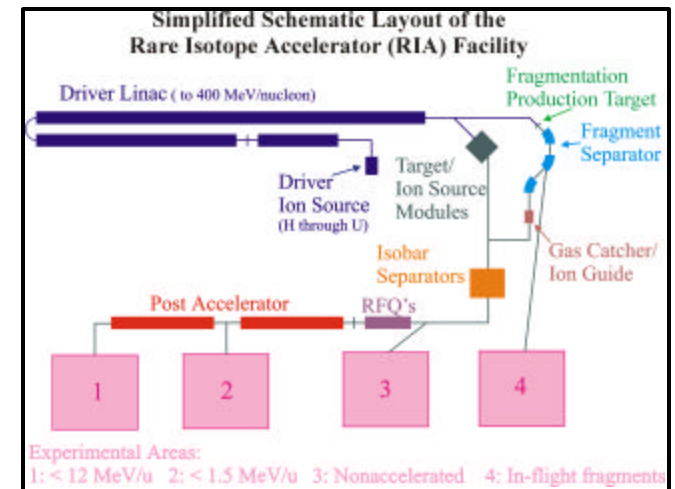 Simplified Schematic Layout of the
Rare Isotope Accelerator (RIA) Facility
Fragmentation
Production Target
Driver Linac ( to 400 MeV/nucleon)
Fragment
Separator
Target/
Ion Source
Modules
Driver
Ion Source
(H through U)
Gas Catcher/
Ion Guide
Isobar
Separators
Post Accelerator
RFQ's
1
2
3
4
Experimental Areas:
1: < 12 MeV/u 2: < 1.5 MeV/u 3: Nonaccelerated 4: In-flight fragments